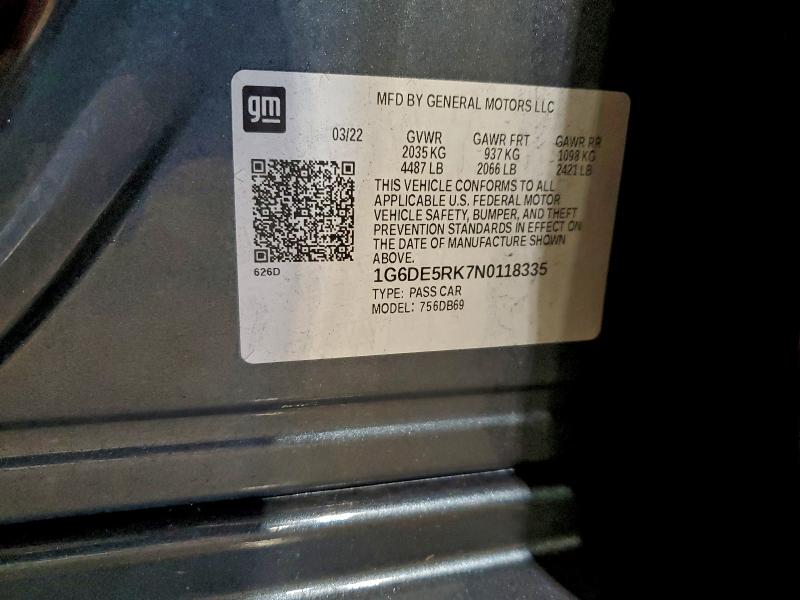 gm
MFD BY GENERAL MOTORS LLC
03/22 GVWR GAWR FRT GAWR RR
2035 KG 937 KG 1098 KG
4487 LB 2066 LB 2421 LB
THIS VEHICLE CONFORMS TO ALL
APPLICABLE U.S. FEDERAL MOTOR
VEHICLE SAFETY, BUMPER, AND THEFT
PREVENTION STANDARDS IN EFFECT ON
THE DATE OF MANUFACTURE SHOWN
ABOVE.
626D
1G6DE5RK7N0118335
TYPE: PASS CAR
MODEL: 756DB69